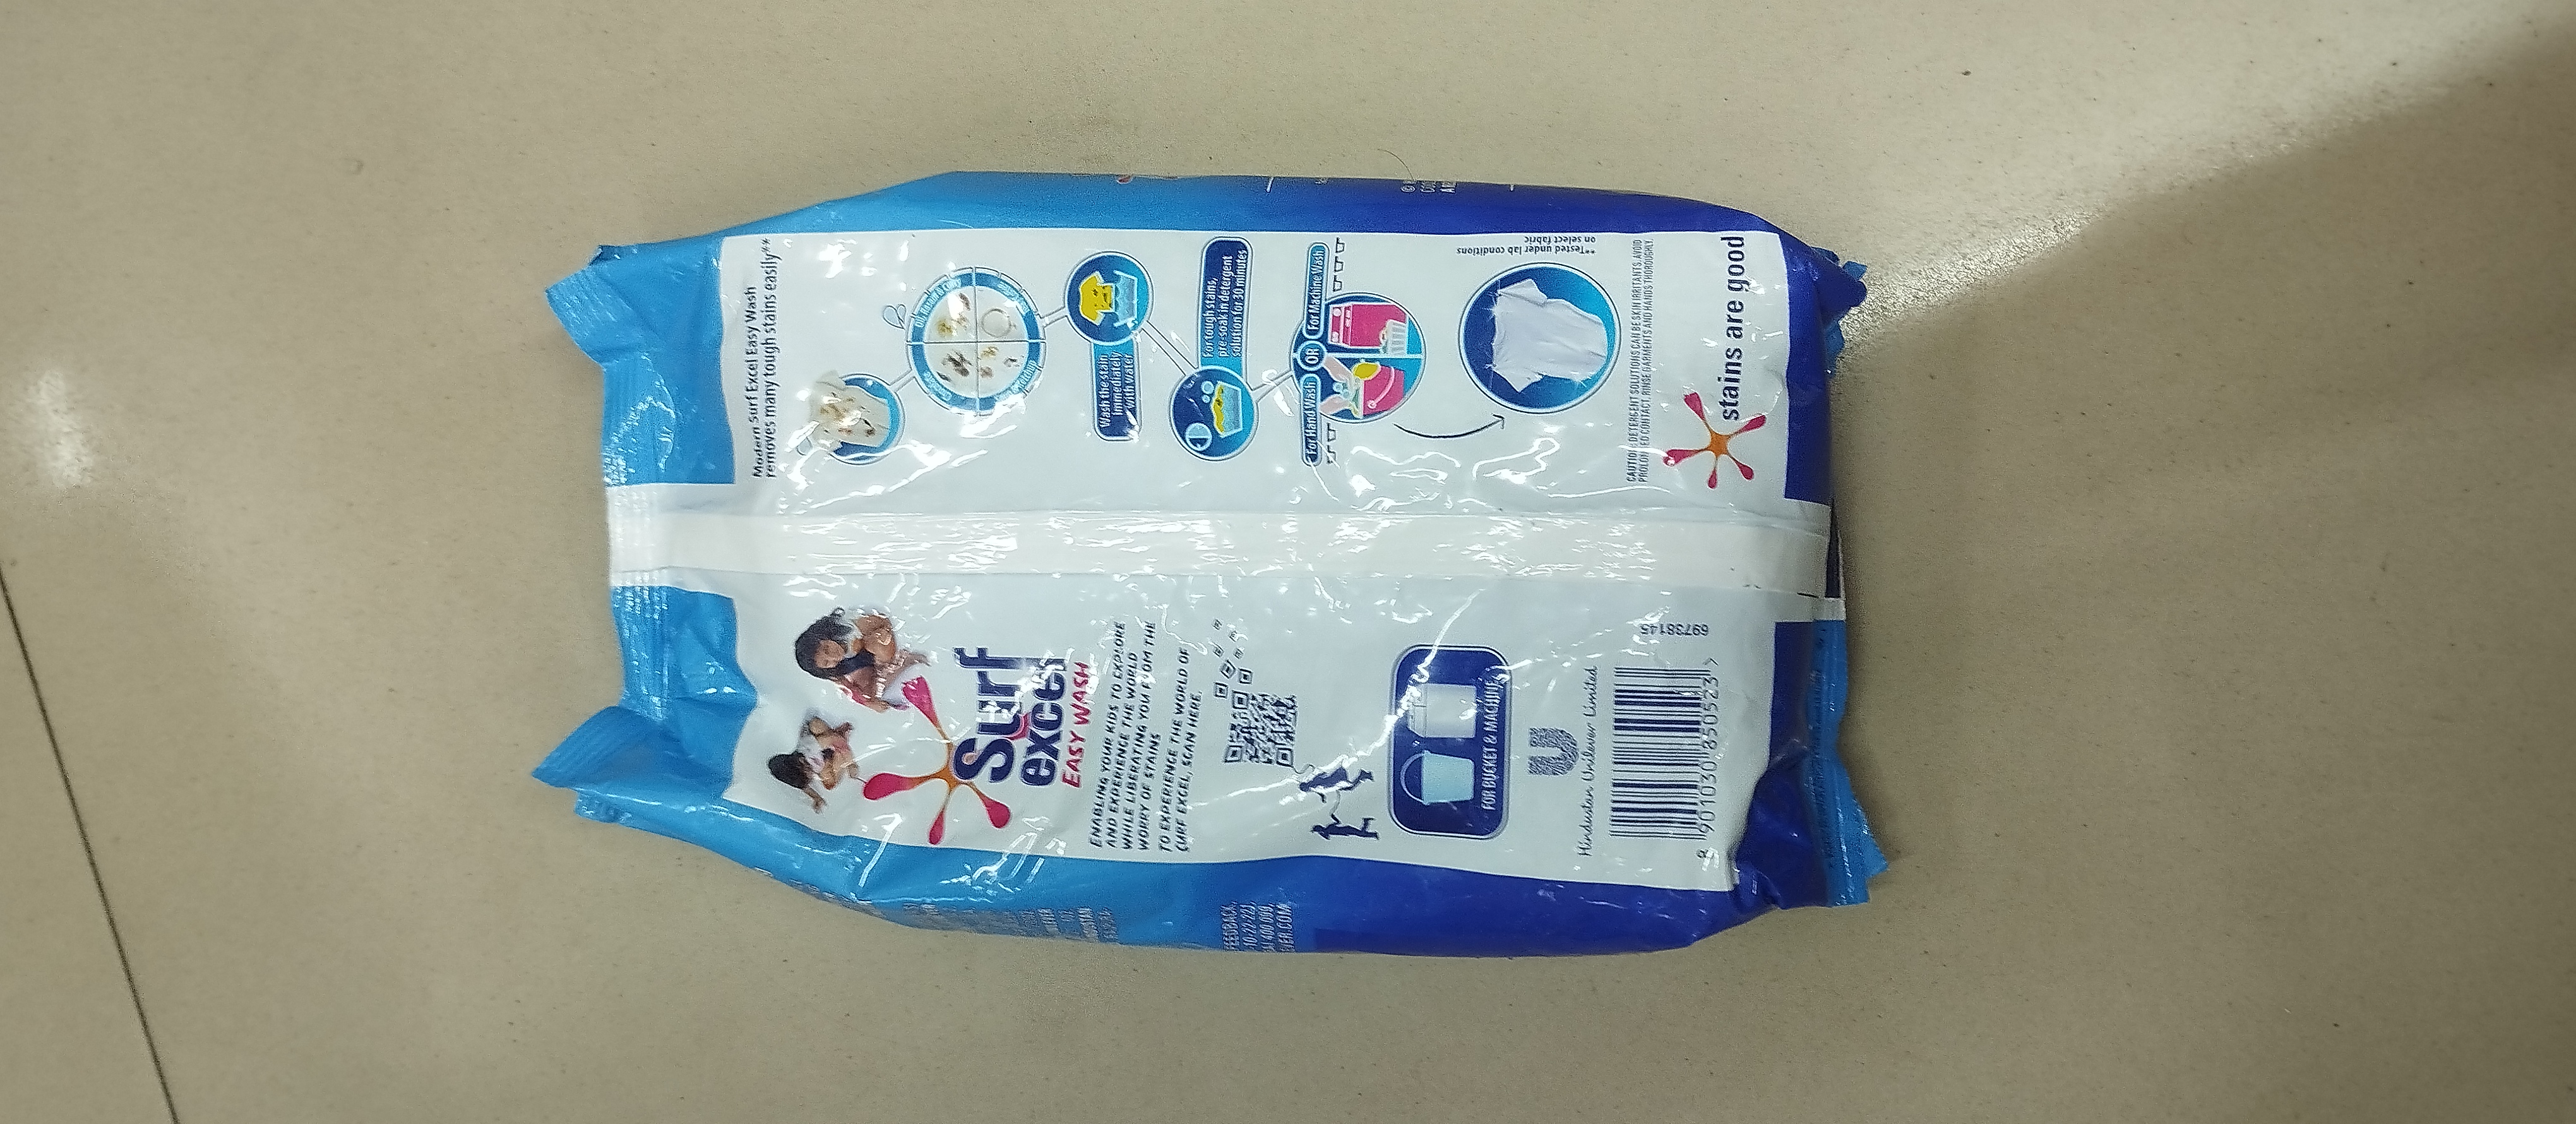 Surf
excel
EASY WASH
ENABLING YOUR KIDS TO EXPLORE
AND EXPERIENCE THE WORLD
WHILE LIBERATING YOU FROM THE
WORRY OF STAINS
TO EXPERIENCE THE WORLD OF
SURF EXCEL, SCAN HERE.
FOR BUCKET & MACHINE
Hindustan Unilever Limited
8 901030 850523 >
69738145
Modern Surf Excel Easy Wash
removes many tough stains easily**
Wash the stain
immediately
with water
For tough stains,
pre-soak in detergent
solution for 30 minutes
For Hand Wash
OR
For Machine Wash
**Tested under lab conditions
on select fabric
CAUTION: DETERGENT SOLUTIONS CAN BE SKIN IRRITANTS. AVOID
PROLONGED CONTACT. RINSE GARMENTS AND HANDS THOROUGHLY.
stains are good
FEEDBACK,